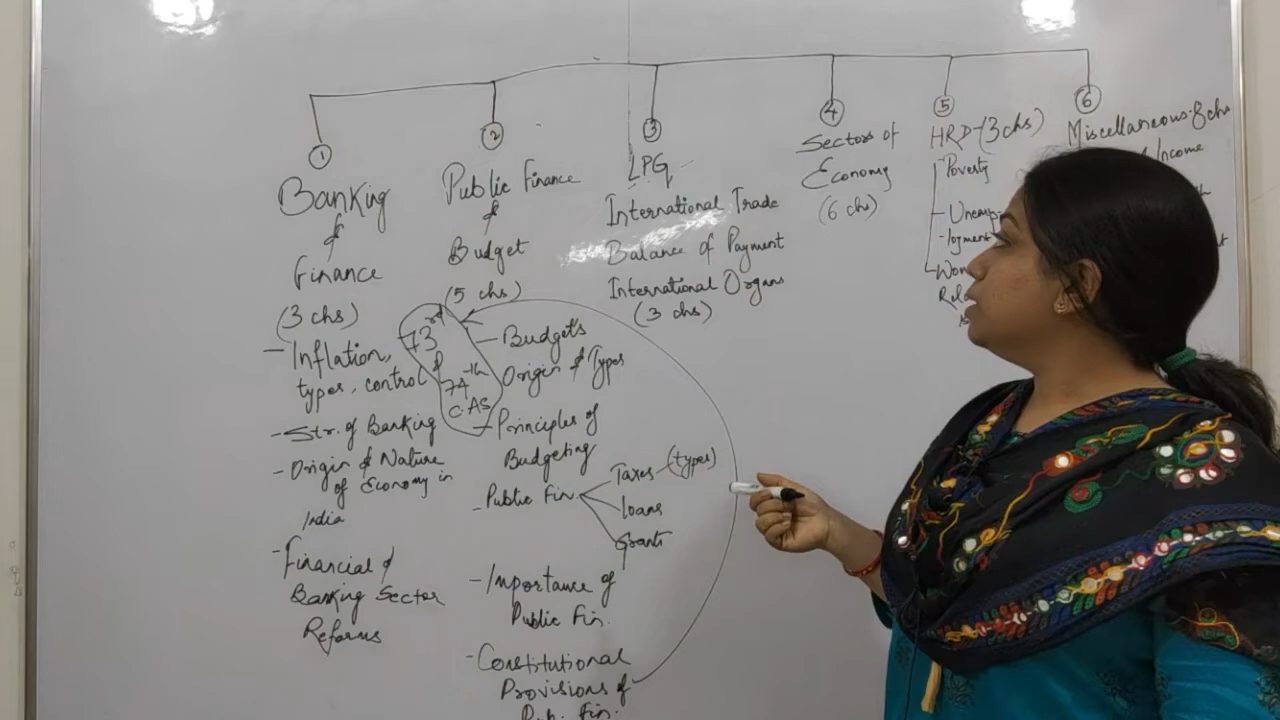 ①
Banking
&
Finance
(3 chs)
- Inflation,
types, control
- Str. of Banking
- Origin & Nature
of Economy in
India
- Financial &
Banking Sector
Reforms
②
Public Finance
&
Budget
(5 chs)
73rd
&
74th
C.AS
- Budgets
Origin & Types
- Principles of
Budgeting
- Public Fin.
Taxes - (types)
loans
Grants
- Importance of
Public Fin.
- Constitutional
Provisions of
Pub. Fin.
③
LPG
International Trade
Balance of Payment
International Organs
(3 chs)
④
Sectors of
Economy
(6 chs)
⑤
HRD-(3 chs)
Poverty
- Unemp
-loyment
⑥
Miscellaneous-8 chs
Income
th